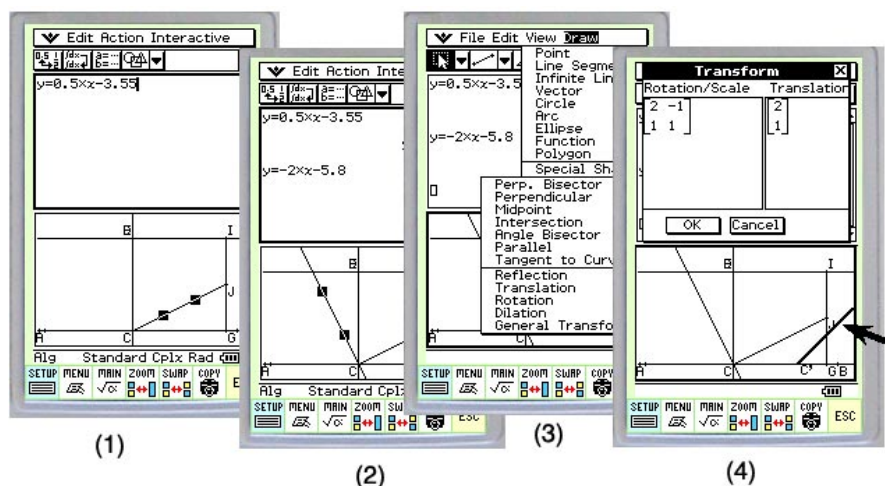 Edit Action Interactive
y=0.5×x-3.55
B I
J
A C G
Alg Standard Cplx Rad
SETUP MENU MAIN ZOOM SWAP COPY
(1)
Edit Action Inte
y=0.5×x-3.55
y=-2×x-5.8
B
A C
Alg Standard Cpl
SETUP MENU MAIN ZOOM ESC
(2)
File Edit View Draw
y=0.5×x-3.5
y=-2×x-5.8
Point
Line Segme
Infinite Lin
Vector
Circle
Arc
Ellipse
Function
Polygon
Special Sh
Perp. Bisector
Perpendicular
Midpoint
Intersection
Angle Bisector
Parallel
Tangent to Curv
Reflection
Translation
Rotation
Dilation
General Transfo
A
SETUP MENU MAIN ZOOM SWAP COPY
(3)
Transform X
Rotation/Scale Translation
2 -1 2
1 1 1
OK Cancel
B I
J
A C C' G B
SETUP MENU MAIN ZOOM SWAP COPY ESC
(4)